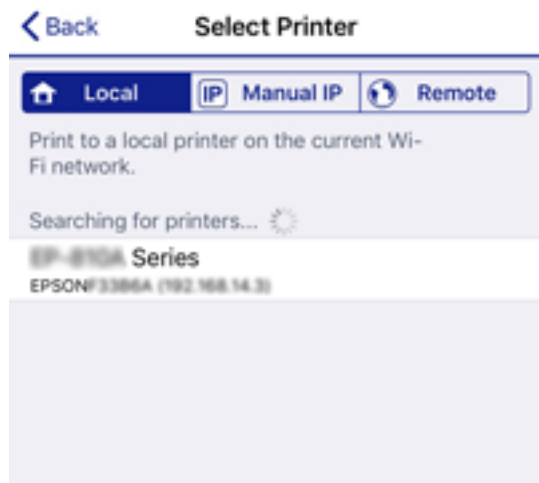 Back Select Printer
Local IP Manual IP Remote
Print to a local printer on the current Wi-
Fi network.
Searching for printers...
Series
EPSON